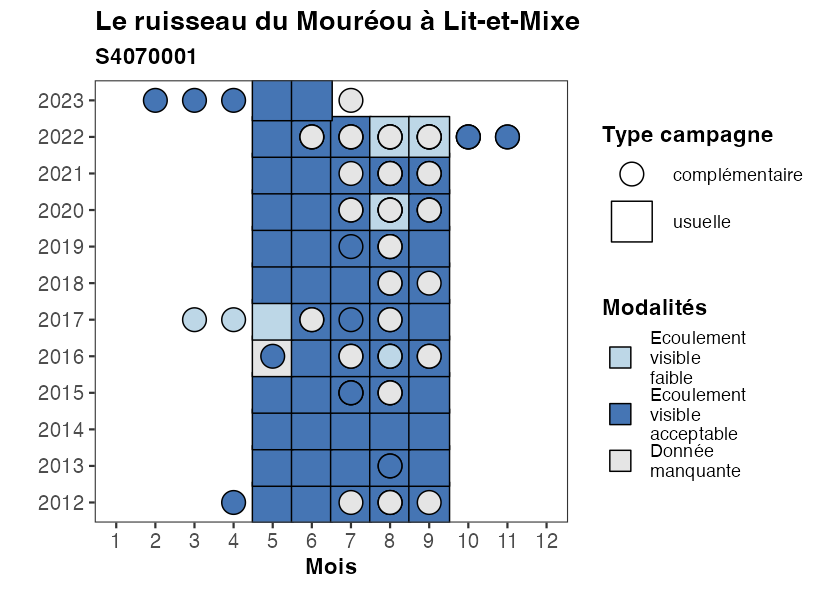 Le ruisseau du Mouréou à Lit-et-Mixe
S4070001
2023
2022
2021
2020
2019
2018
2017
2016
2015
2014
2013
2012
1 2 3 4 5 6 7 8 9 10 11 12
Mois
Type campagne
complémentaire
usuelle
Modalités
Ecoulement
visible
faible
Ecoulement
visible
acceptable
Donnée
manquante